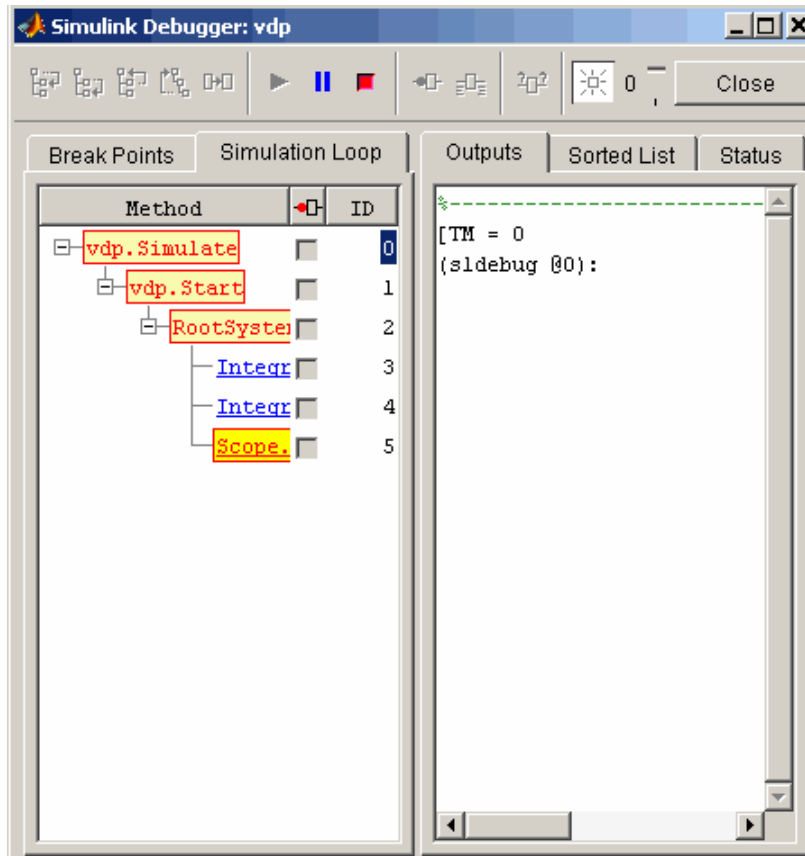 Simulink Debugger: vdp
?? 0 Close
Break Points Simulation Loop
Outputs Sorted List Status
Method ID
vdp.Simulate 0
vdp.Start 1
RootSyster 2
Integr 3
Integr 4
Scope. 5
%-------------------------
[TM = 0
(sldebug @0):